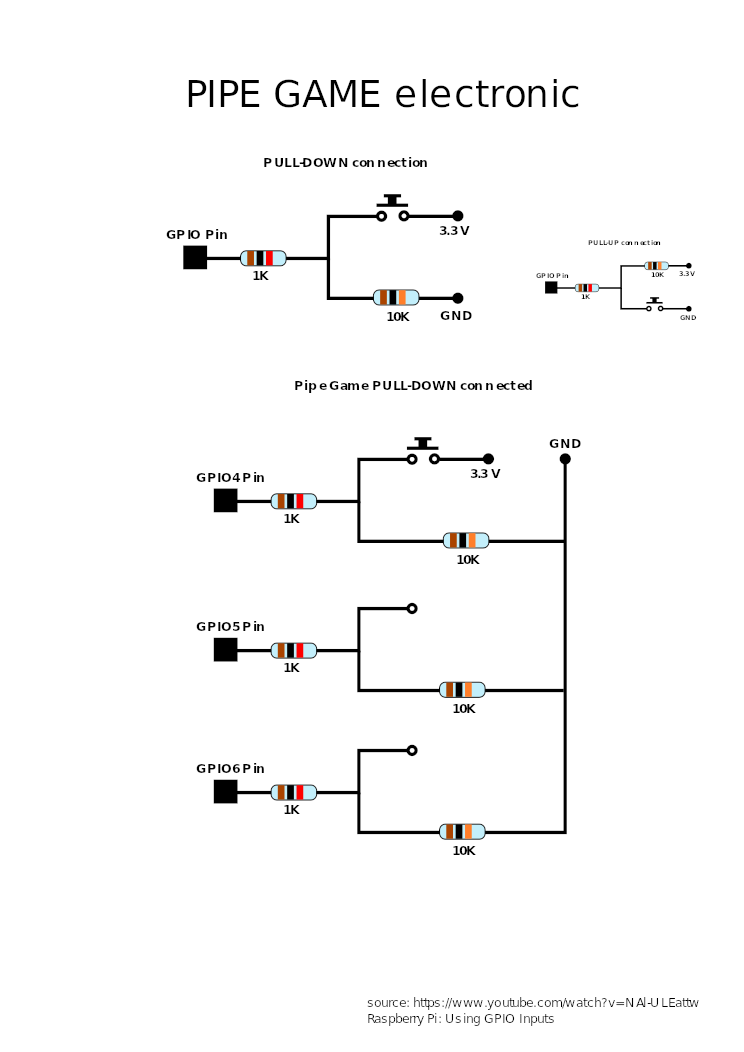 PIPE GAME electronic
PULL-DOWN connection
GPIO Pin
1K
3.3 V
10K
GND
PULL-UP connection
GPIO Pin
1K
10K
3.3 V
GND
Pipe Game PULL-DOWN connected
GPIO4 Pin
1K
3.3 V
GND
10K
GPIO5 Pin
1K
10K
GPIO6 Pin
1K
10K
source: https://www.youtube.com/watch?v=NAl-ULEattw
Raspberry Pi: Using GPIO Inputs